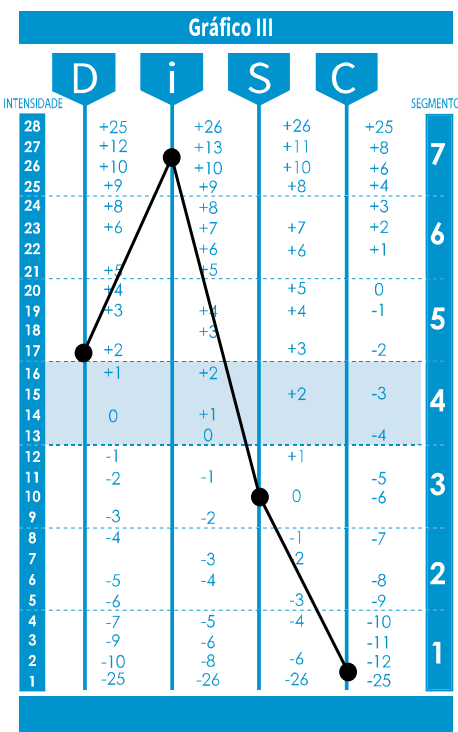 Gráfico III
D i S C
INTENSIDADE SEGMENTO
28 +25 +26 +26 +25
27 +12 +13 +11 +8 7
26 +10 +10 +10 +6
25 +9 +9 +8 +4
24 +8 +8 +3
23 +6 +7 +7 +2 6
22 +6 +6 +1
21 +5 +5
20 +4 +5 0
19 +3 +4 +4 -1 5
18 +3
17 +2 +3 -2
16 +1 +2
15 +2 -3 4
14 0 +1
13 0 -4
12 -1 +1
11 -2 -1 -5 3
10 0 -6
9 -3 -2
8 -4 -1 -7
7 -3 2 2
6 -5 -4 -8
5 -6 -3 -9
4 -7 -5 -4 -10
3 -9 -6 -11 1
2 -10 -8 -6 -12
1 -25 -26 -26 -25